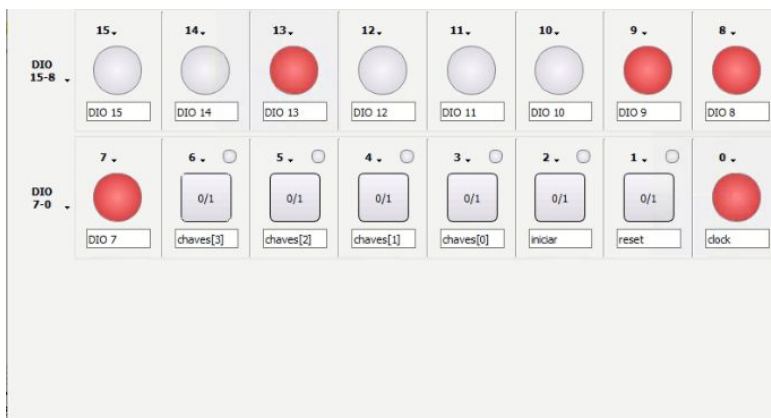 15. 14. 13. 12. 11. 10. 9. 8.
DIO
15-8
DIO 15 DIO 14 DIO 13 DIO 12 DIO 11 DIO 10 DIO 9 DIO 8
7. 6. 5. 4. 3. 2. 1. 0.
DIO
7-0
0/1 0/1 0/1 0/1 0/1 0/1
DIO 7 chaves[3] chaves[2] chaves[1] chaves[0] iniciar reset clock